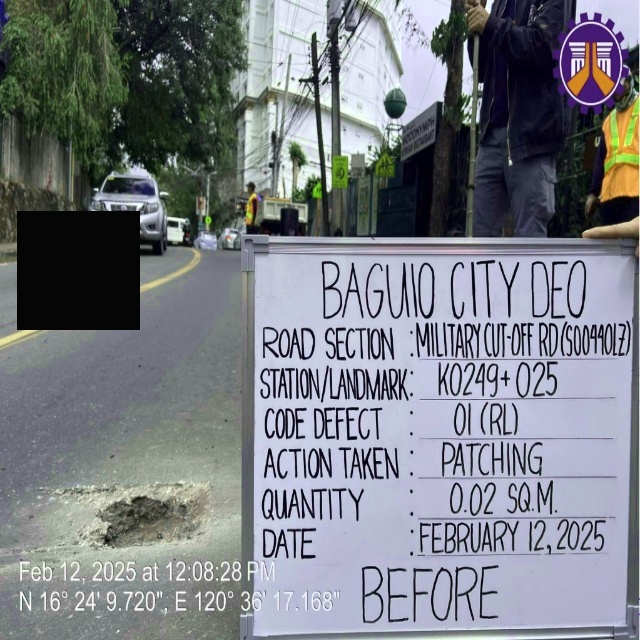 BAGUIO CITY DEO
ROAD SECTION : MILITARY CUT-OFF RD (S00440LZ)
STATION/LANDMARK: K0249+025
CODE DEFECT : 01 (RL)
ACTION TAKEN : PATCHING
QUANTITY : 0.02 SQ.M.
DATE : FEBRUARY 12, 2025
BEFORE
Feb 12, 2025 at 12:08:28 PM
N 16° 24' 9.720", E 120° 36' 17.168"